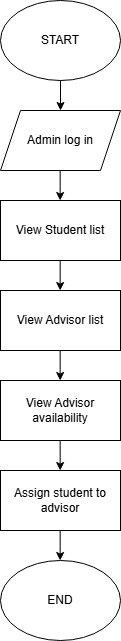 START
Admin log in
View Student list
View Advisor list
View Advisor
availability
Assign student to
advisor
END